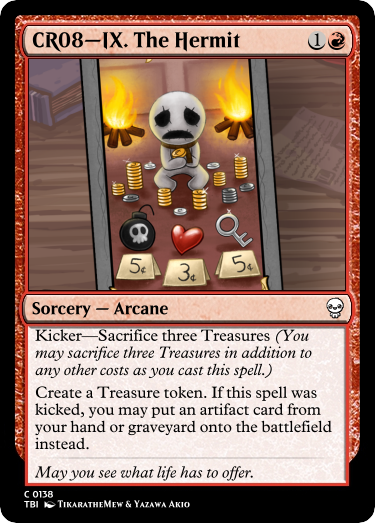 CR08—IX. The Hermit
1
5¢
3¢
5¢
Sorcery — Arcane
Kicker—Sacrifice three Treasures (You
may sacrifice three Treasures in addition to
any other costs as you cast this spell.)
Create a Treasure token. If this spell was
kicked, you may put an artifact card from
your hand or graveyard onto the battlefield
instead.
May you see what life has to offer.
C 0138
TBI TikaratheMew & Yazawa Akio